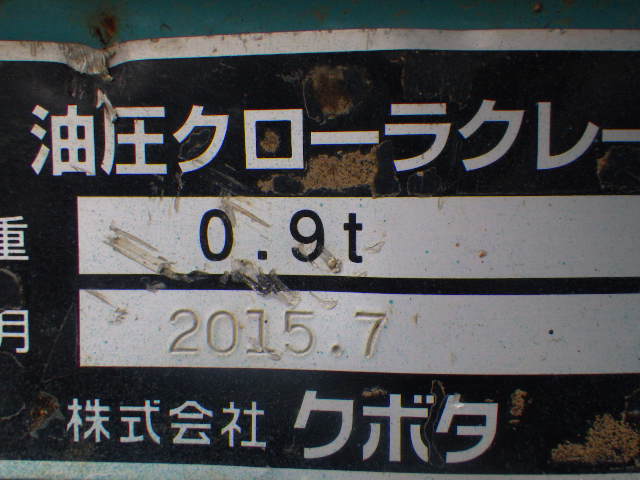 油圧クローラクレー
重 0.9t
月 2015.7
株式会社 クボタ